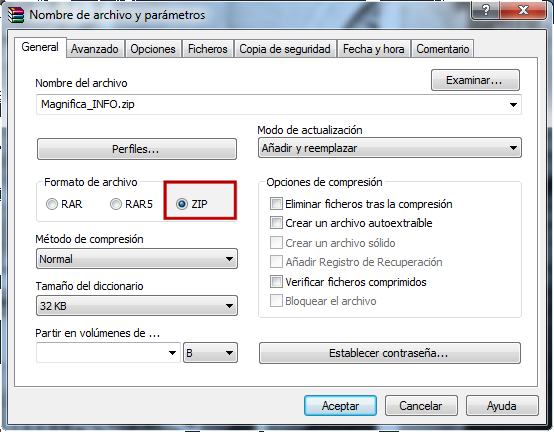 Nombre de archivo y parámetros
General Avanzado Opciones Ficheros Copia de seguridad Fecha y hora Comentario
Nombre del archivo
Examinar...
Magnifica_INFO.zip
Perfiles...
Modo de actualización
Añadir y reemplazar
Formato de archivo
RAR RAR5 ZIP
Método de compresión
Normal
Tamaño del diccionario
32 KB
Partir en volúmenes de ...
B
Opciones de compresión
Eliminar ficheros tras la compresión
Crear un archivo autoextraíble
Crear un archivo sólido
Añadir Registro de Recuperación
Verificar ficheros comprimidos
Bloquear el archivo
Establecer contraseña...
Aceptar Cancelar Ayuda